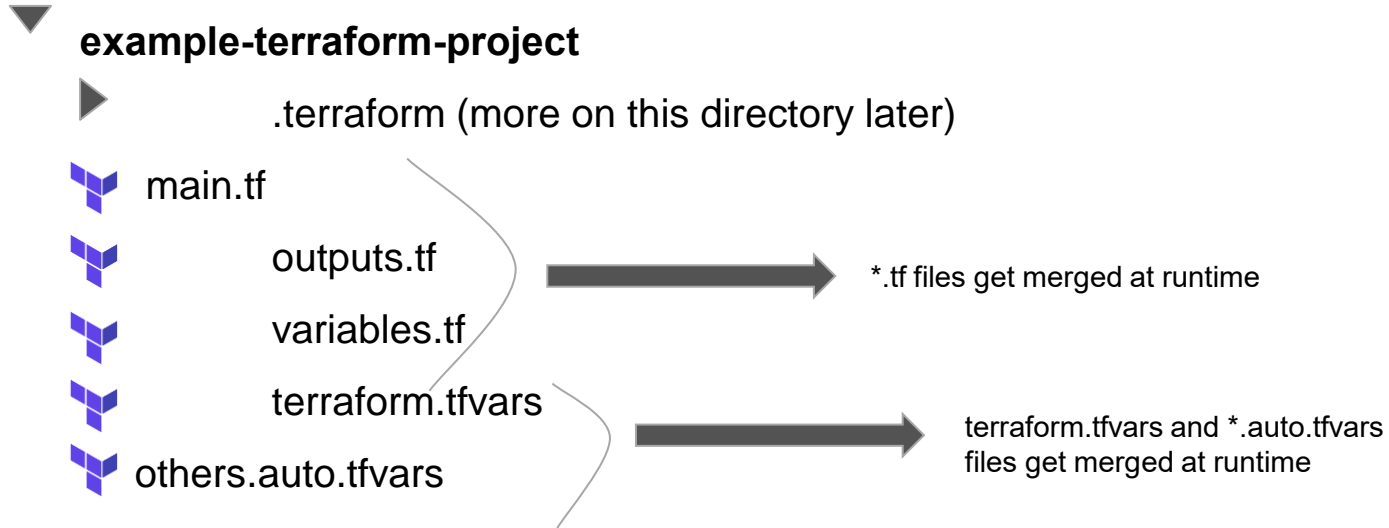 example-terraform-project
.terraform (more on this directory later)
main.tf
outputs.tf
*.tf files get merged at runtime
variables.tf
terraform.tfvars
terraform.tfvars and *.auto.tfvars
files get merged at runtime
others.auto.tfvars